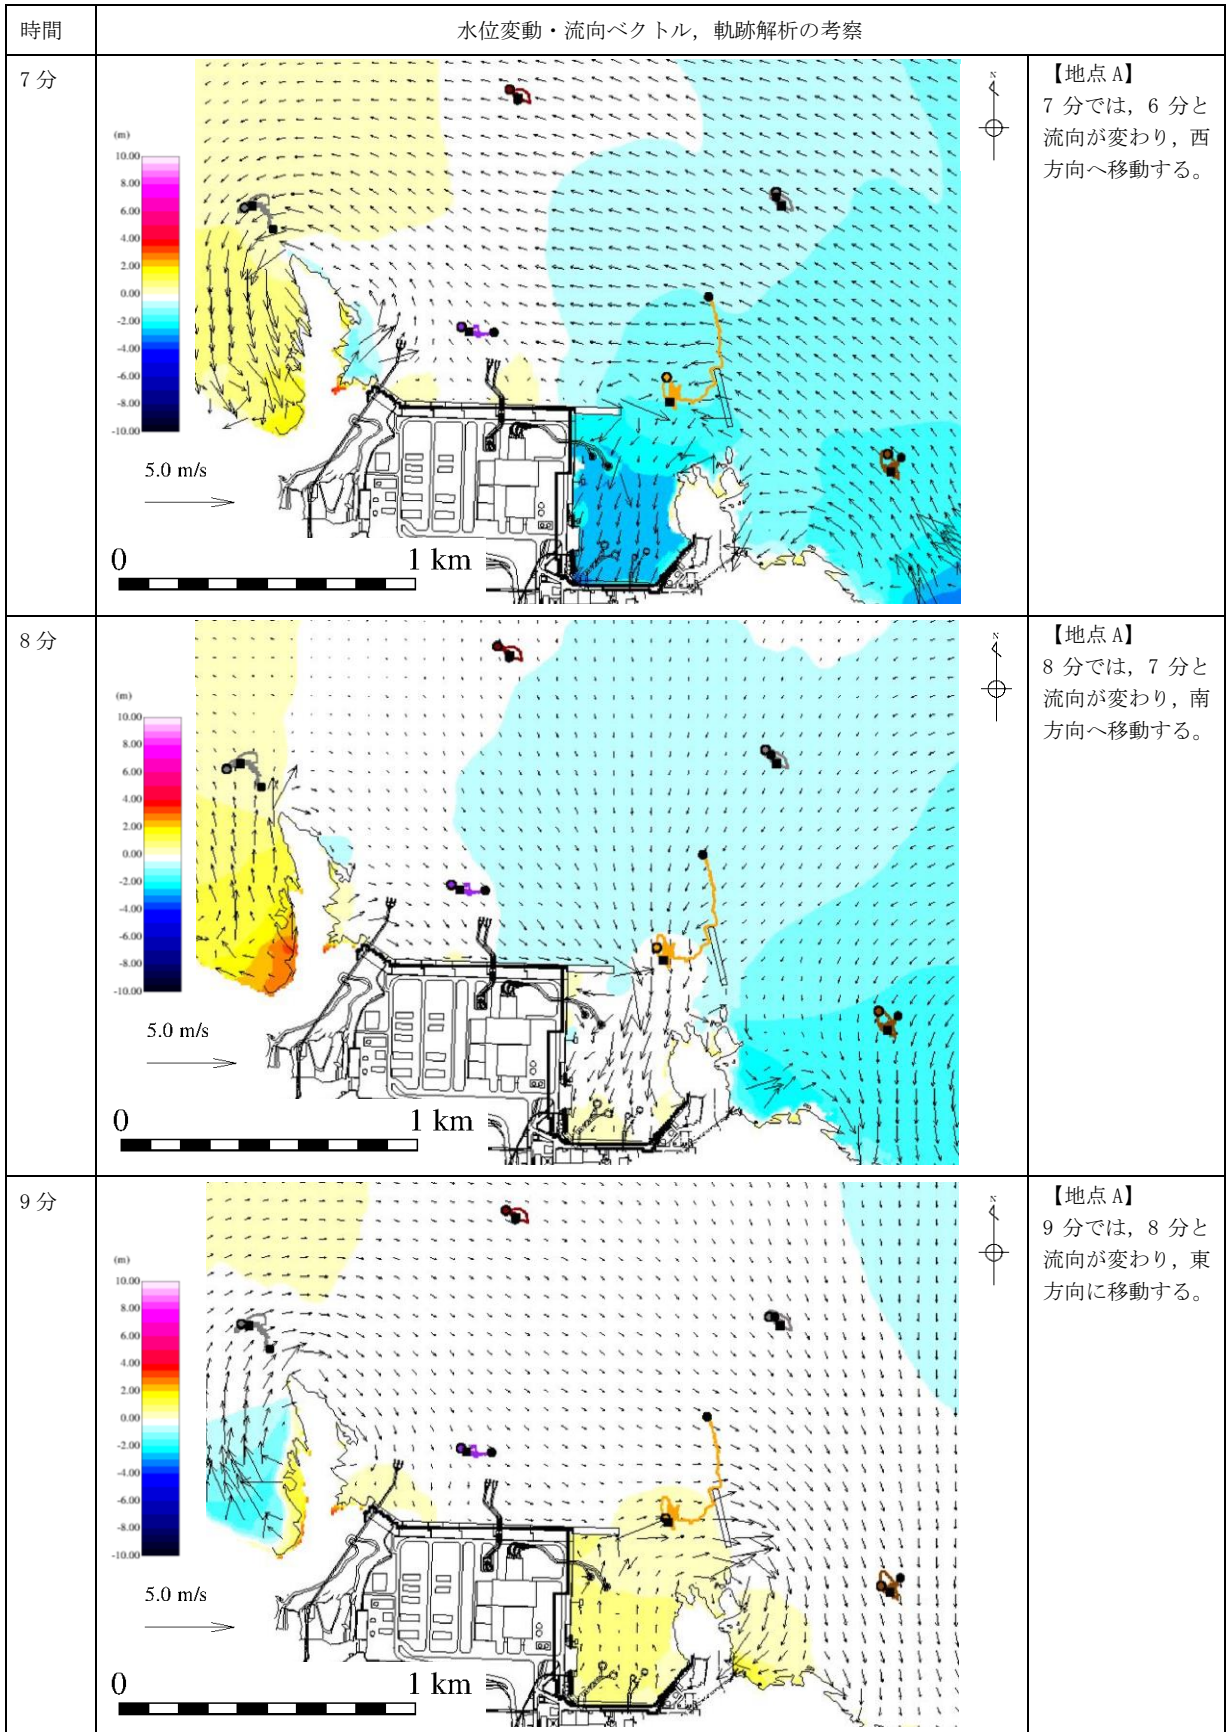 時間
水位変動・流向ベクトル，軌跡解析の考察
7 分
(m)
10.00
8.00
6.00
4.00
2.00
0.00
-2.00
-4.00
-6.00
-8.00
-10.00
5.0 m/s
0 1 km
N
【地点 A】
7 分では，6 分と
流向が変わり，西
方向へ移動する。
8 分
(m)
10.00
8.00
6.00
4.00
2.00
0.00
-2.00
-4.00
-6.00
-8.00
-10.00
5.0 m/s
0 1 km
N
【地点 A】
8 分では，7 分と
流向が変わり，南
方向へ移動する。
9 分
(m)
10.00
8.00
6.00
4.00
2.00
0.00
-2.00
-4.00
-6.00
-8.00
-10.00
5.0 m/s
0 1 km
N
【地点 A】
9 分では，8 分と
流向が変わり，東
方向に移動する。